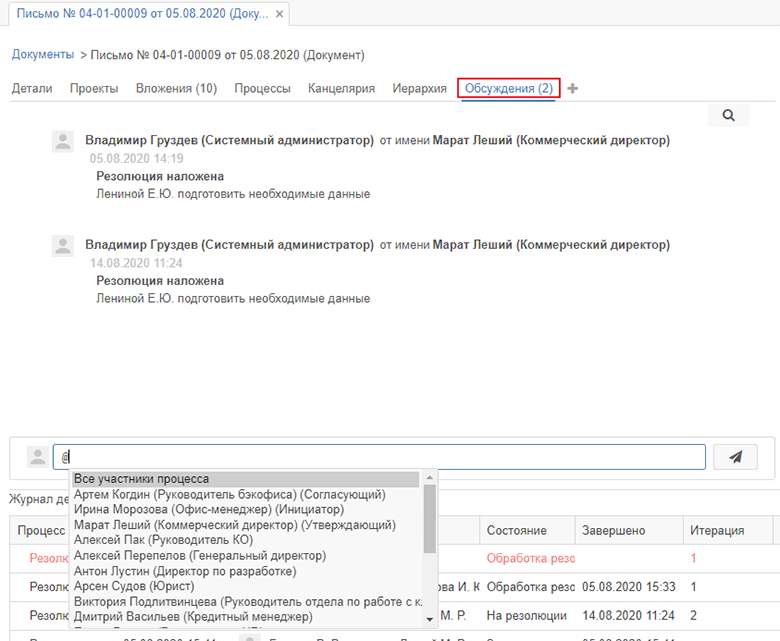 Письмо № 04-01-00009 от 05.08.2020 (Доку... ×
Документы > Письмо № 04-01-00009 от 05.08.2020 (Документ)
Детали Проекты Вложения (10) Процессы Канцелярия Иерархия Обсуждения (2) +
Владимир Груздев (Системный администратор) от имени Марат Леший (Коммерческий директор)
05.08.2020 14:19
Резолюция наложена
Лениной Е.Ю. подготовить необходимые данные
Владимир Груздев (Системный администратор) от имени Марат Леший (Коммерческий директор)
14.08.2020 11:24
Резолюция наложена
Лениной Е.Ю. подготовить необходимые данные
@
Все участники процесса
Артем Когдин (Руководитель бэкофиса) (Согласующий)
Ирина Морозова (Офис-менеджер) (Инициатор)
Марат Леший (Коммерческий директор) (Утверждающий)
Алексей Пак (Руководитель КО)
Алексей Перепелов (Генеральный директор)
Антон Лустин (Директор по разработке)
Арсен Судов (Юрист)
Виктория Подлитвинцева (Руководитель отдела по работе с к
Дмитрий Васильев (Кредитный менеджер)
Журнал де
Процесс Состояние Завершено Итерация
Резолю Обработка резо 1
Резолю ова И. К Обработка резо 05.08.2020 15:33 1
Резолю М. Р. На резолюции 14.08.2020 11:24 2